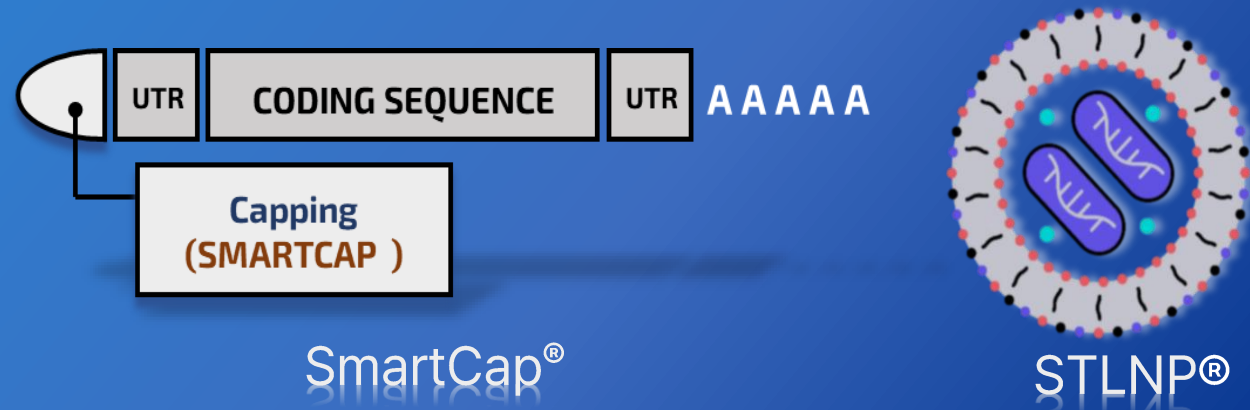 UTR CODING SEQUENCE UTR A A A A A
Capping
(SMARTCAP )
SmartCap®
STLNP®